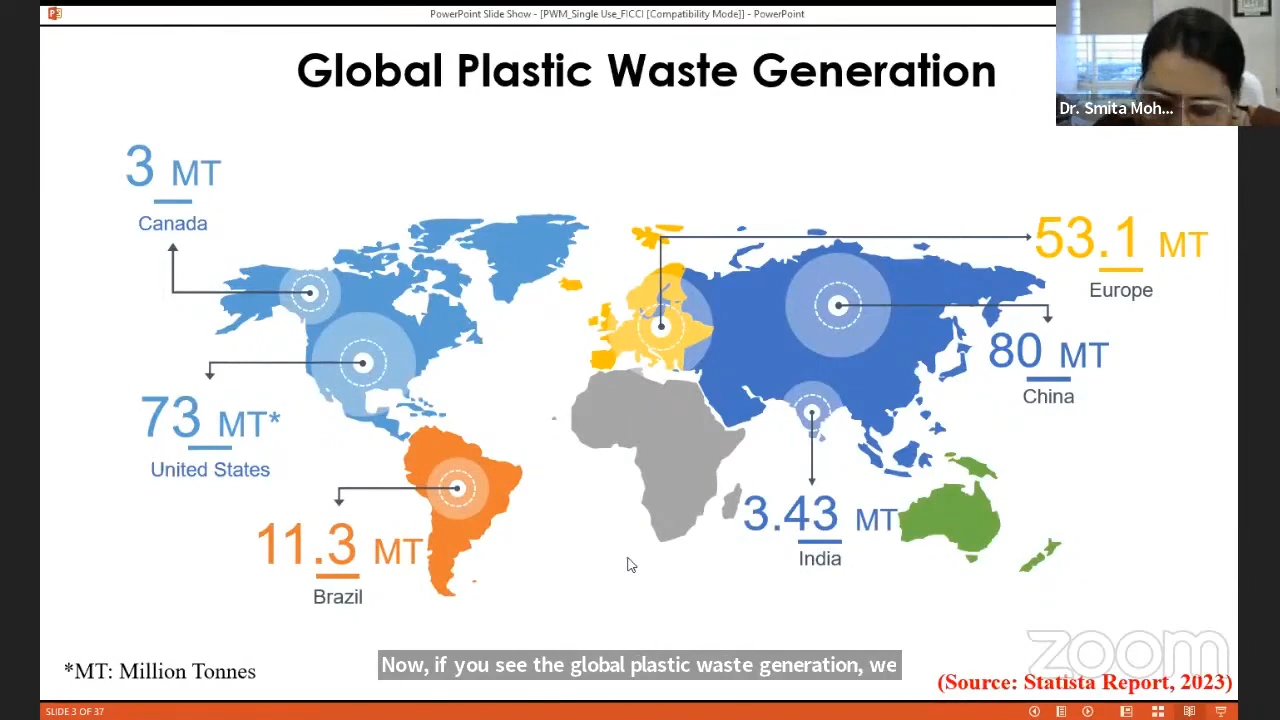 PowerPoint Slide Show - [PWM_Single Use_FICCI [Compatibility Mode]] - PowerPoint
Global Plastic Waste Generation
Dr. Smita Moh...
3 MT
Canada
53.1 MT
Europe
80 MT
China
73 MT*
United States
11.3 MT
Brazil
3.43 MT
India
*MT: Million Tonnes
Now, if you see the global plastic waste generation, we
zoom
(Source: Statista Report, 2023)
SLIDE 3 OF 37